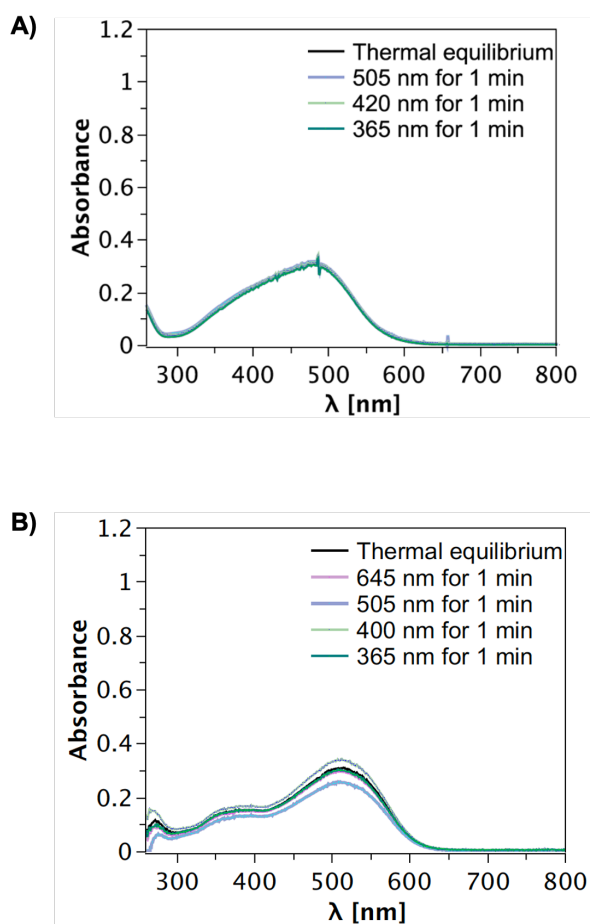 A)
1.2
1
0.8
0.6
0.4
0.2
0
Absorbance
Thermal equilibrium
505 nm for 1 min
420 nm for 1 min
365 nm for 1 min
300 400 500 600 700 800
λ [nm]
B)
1.2
1
0.8
0.6
0.4
0.2
0
Absorbance
Thermal equilibrium
645 nm for 1 min
505 nm for 1 min
400 nm for 1 min
365 nm for 1 min
300 400 500 600 700 800
λ [nm]